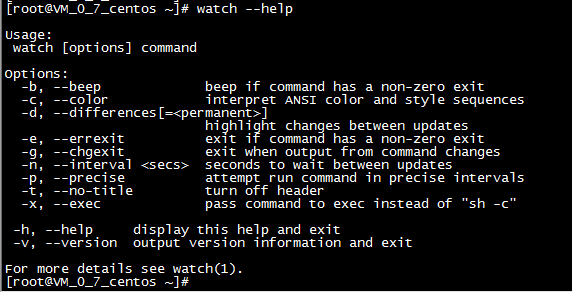 [root@VM_0_7_centos ~]# watch --help
Usage:
 watch [options] command
Options:
  -b, --beep             beep if command has a non-zero exit
  -c, --color            interpret ANSI color and style sequences
  -d, --differences[=<permanent>]
                         highlight changes between updates
  -e, --errexit          exit if command has a non-zero exit
  -g, --chgexit          exit when output from command changes
  -n, --interval <secs>  seconds to wait between updates
  -p, --precise          attempt run command in precise intervals
  -t, --no-title         turn off header
  -x, --exec             pass command to exec instead of "sh -c"
 -h, --help     display this help and exit
 -v, --version  output version information and exit
For more details see watch(1).
[root@VM_0_7_centos ~]#